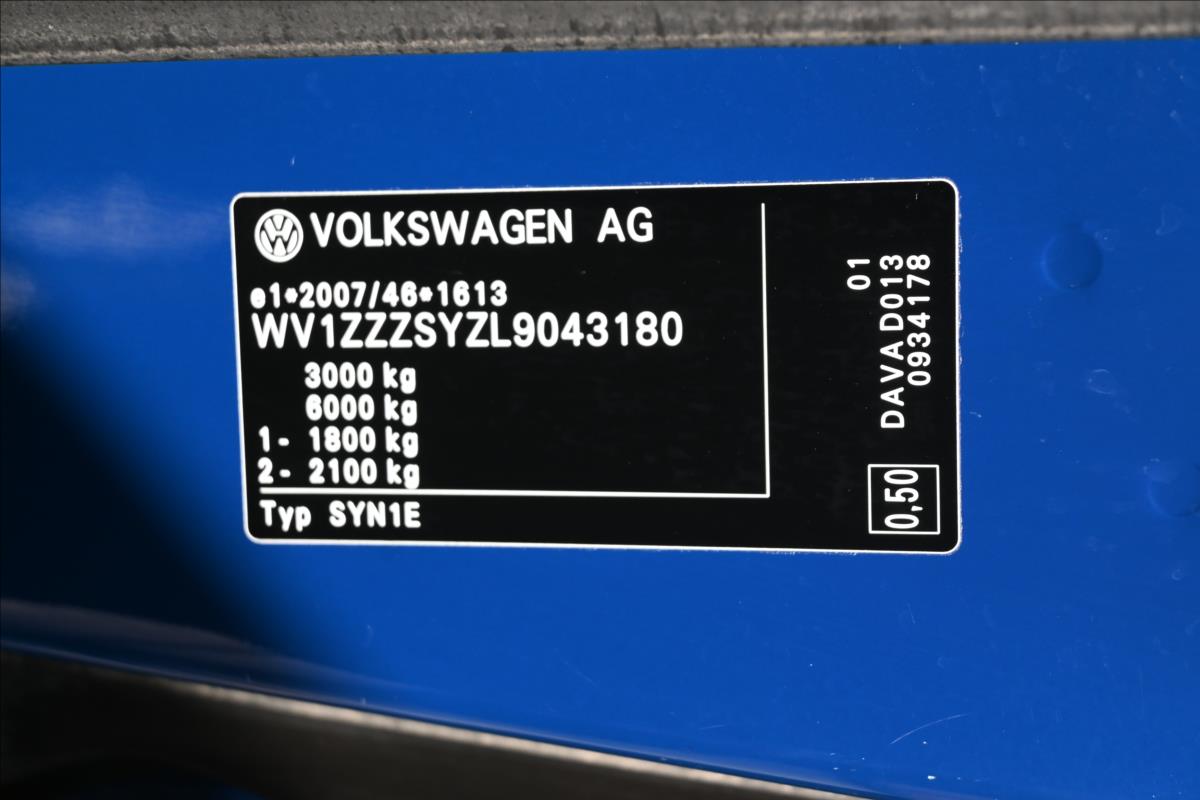 VOLKSWAGEN AG
e1*2007/46*1613
WV1ZZZSYZL9043180
3000 kg
6000 kg
1- 1800 kg
2- 2100 kg
Typ SYN1E
01
DAVA D013
0934178
0,50